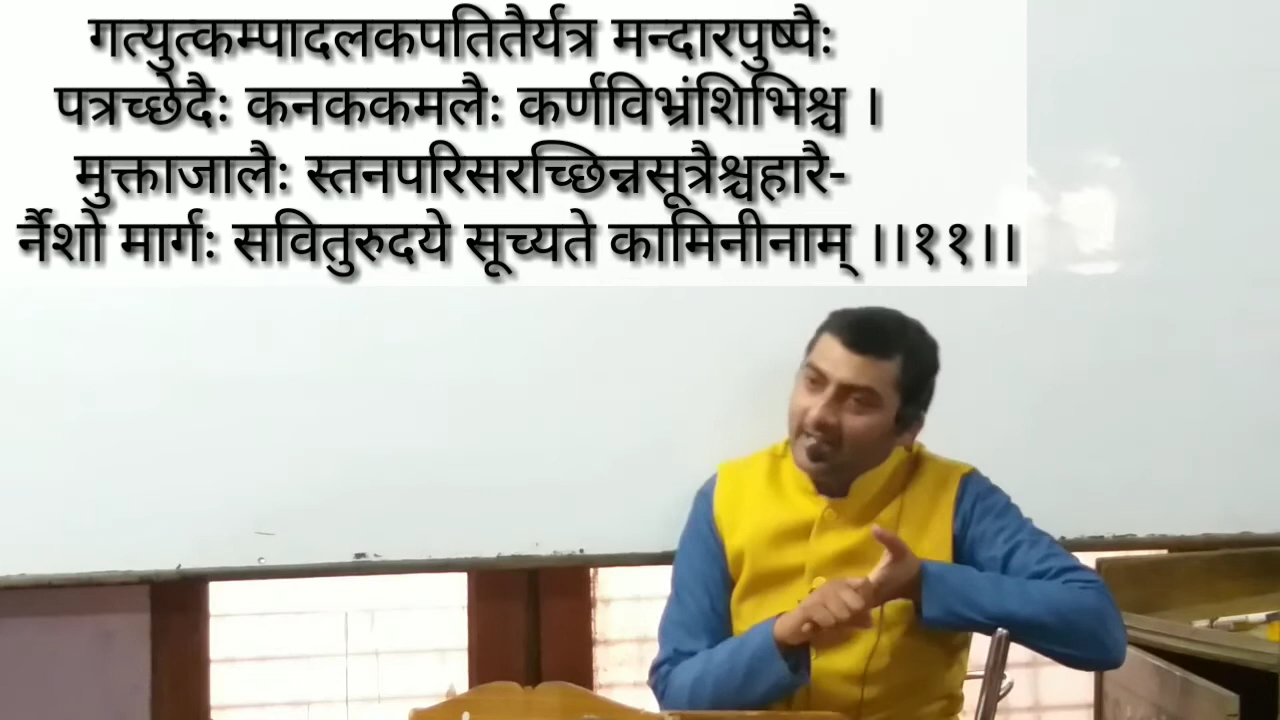 गत्युत्कम्पादलकपतितैर्यत्र मन्दारपुष्पैः
पत्रच्छेदैः कनककमलैः कर्णविभ्रंशिभिश्च ।
मुक्ताजालैः स्तनपरिसरच्छिन्नसूत्रैश्चहारै-
र्नैशो मार्गः सवितुरुदये सूच्यते कामिनीनाम् ।।११।।